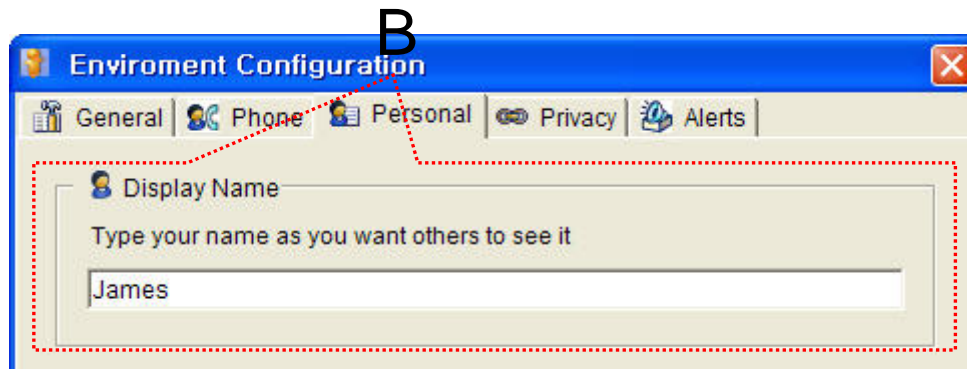 B
Enviroment Configuration
General Phone Personal Privacy Alerts
Display Name
Type your name as you want others to see it
James